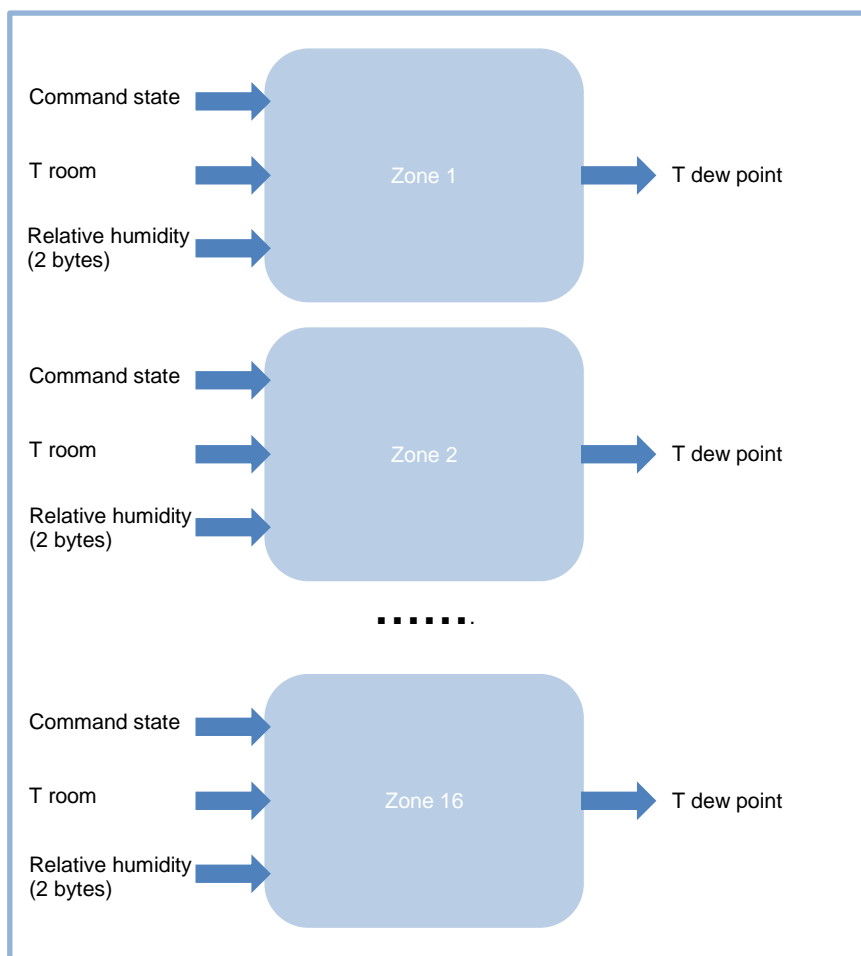 Command state
T room
Zone 1
T dew point
Relative humidity
(2 bytes)
Command state
T room
Zone 2
T dew point
Relative humidity
(2 bytes)
.......
Command state
T room
Zone 16
T dew point
Relative humidity
(2 bytes)